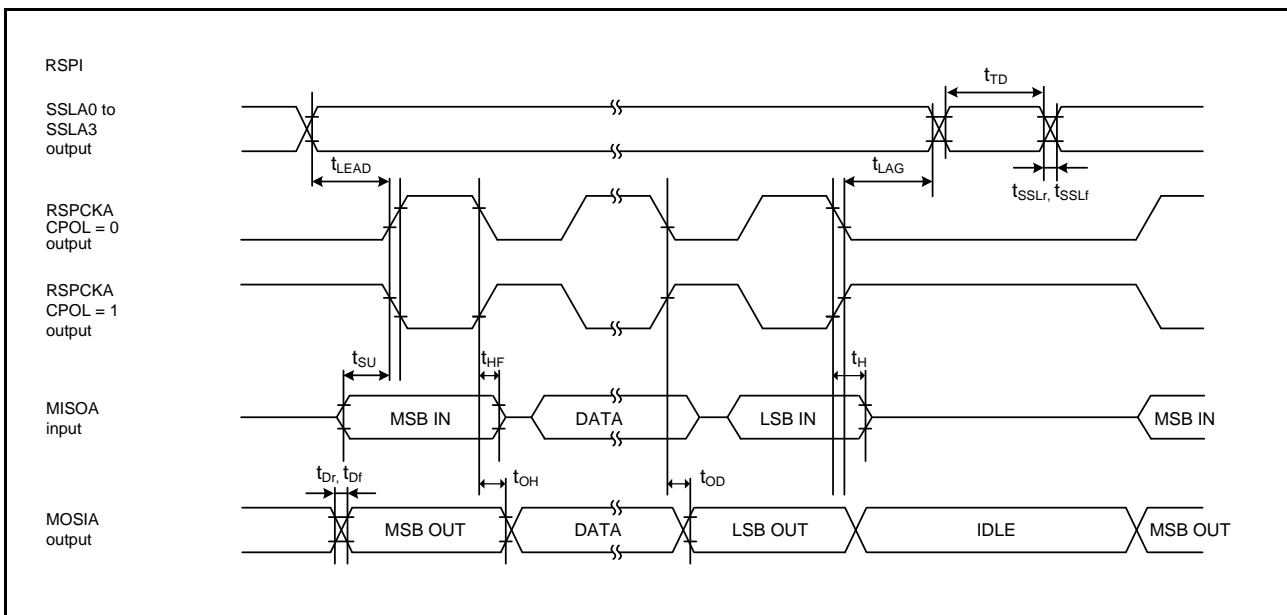 RSPI
tTD
SSLA0 to
SSLA3
output
tLEAD
tLAG
tSSLr, tSSLf
RSPCKA
CPOL = 0
output
RSPCKA
CPOL = 1
output
tSU
tHF
tH
MISOA
input
MSB IN
DATA
LSB IN
MSB IN
tDr, tDf
tOH
tOD
MOSIA
output
MSB OUT
DATA
LSB OUT
IDLE
MSB OUT